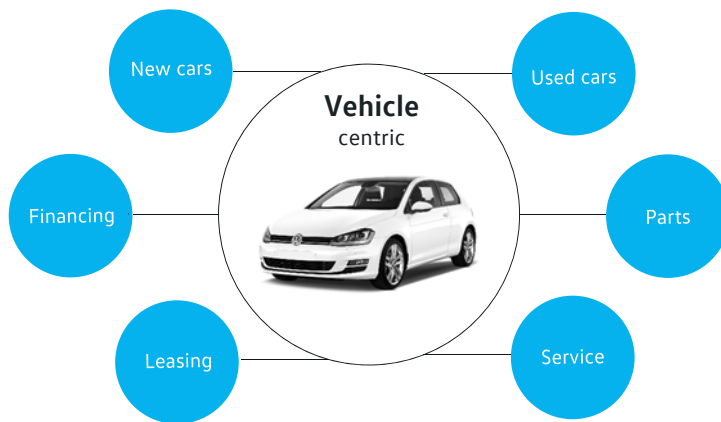 New cars
Used cars
Vehicle
centric
Financing
Parts
Leasing
Service